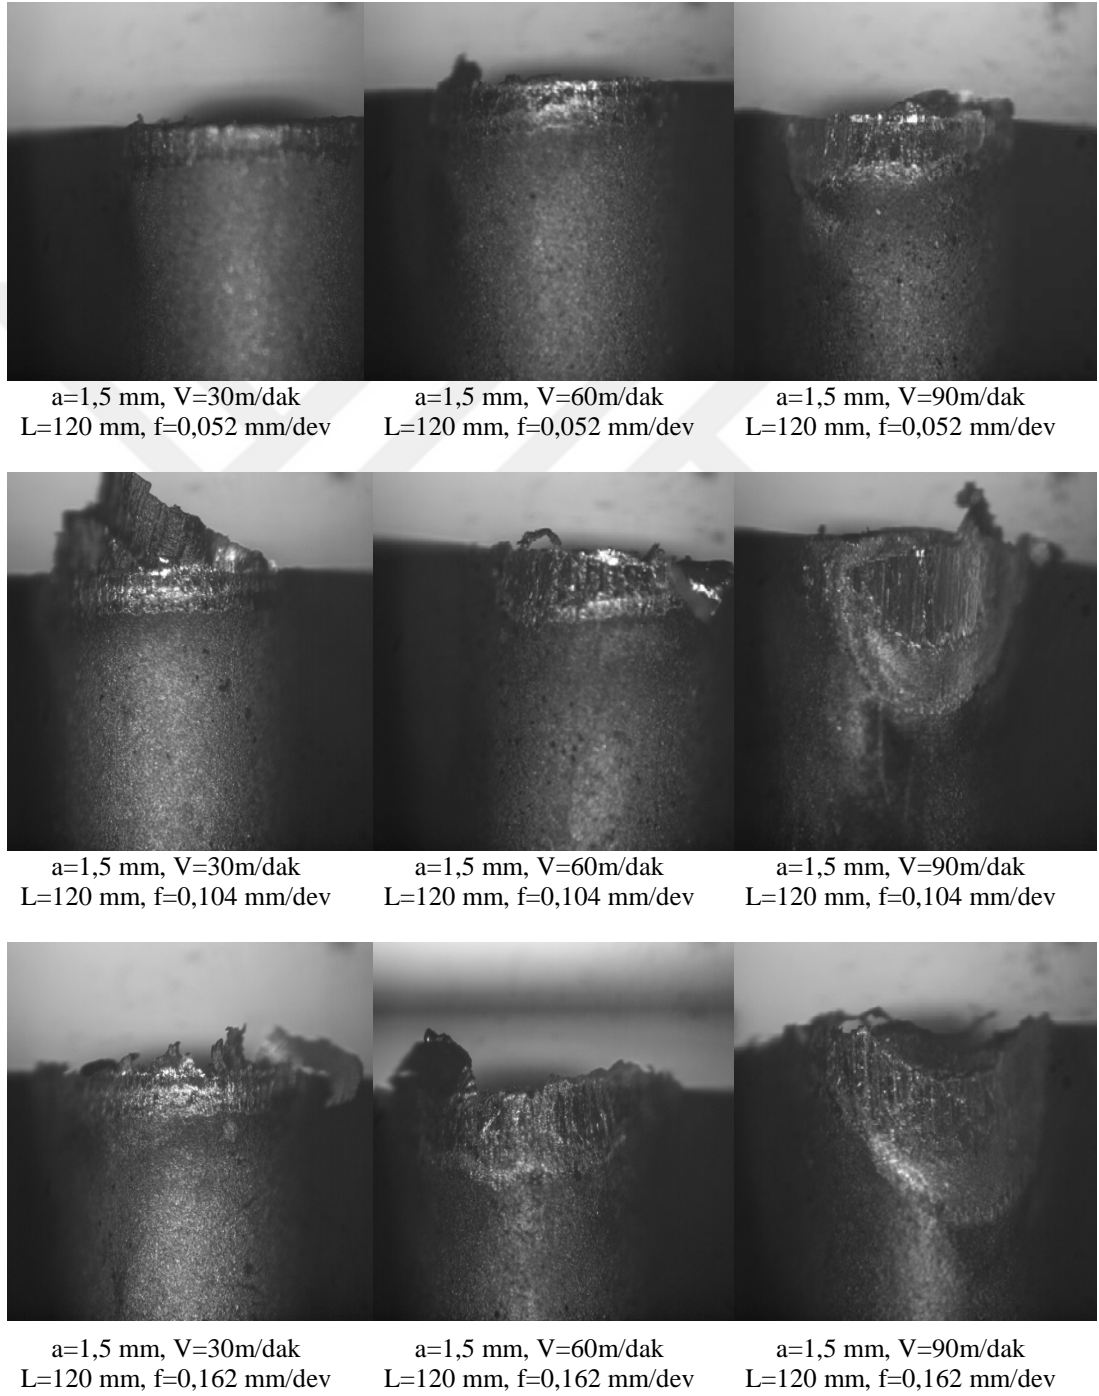 a=1,5 mm, V=30m/dak
L=120 mm, f=0,052 mm/dev
a=1,5 mm, V=60m/dak
L=120 mm, f=0,052 mm/dev
a=1,5 mm, V=90m/dak
L=120 mm, f=0,052 mm/dev
a=1,5 mm, V=30m/dak
L=120 mm, f=0,104 mm/dev
a=1,5 mm, V=60m/dak
L=120 mm, f=0,104 mm/dev
a=1,5 mm, V=90m/dak
L=120 mm, f=0,104 mm/dev
a=1,5 mm, V=30m/dak
L=120 mm, f=0,162 mm/dev
a=1,5 mm, V=60m/dak
L=120 mm, f=0,162 mm/dev
a=1,5 mm, V=90m/dak
L=120 mm, f=0,162 mm/dev